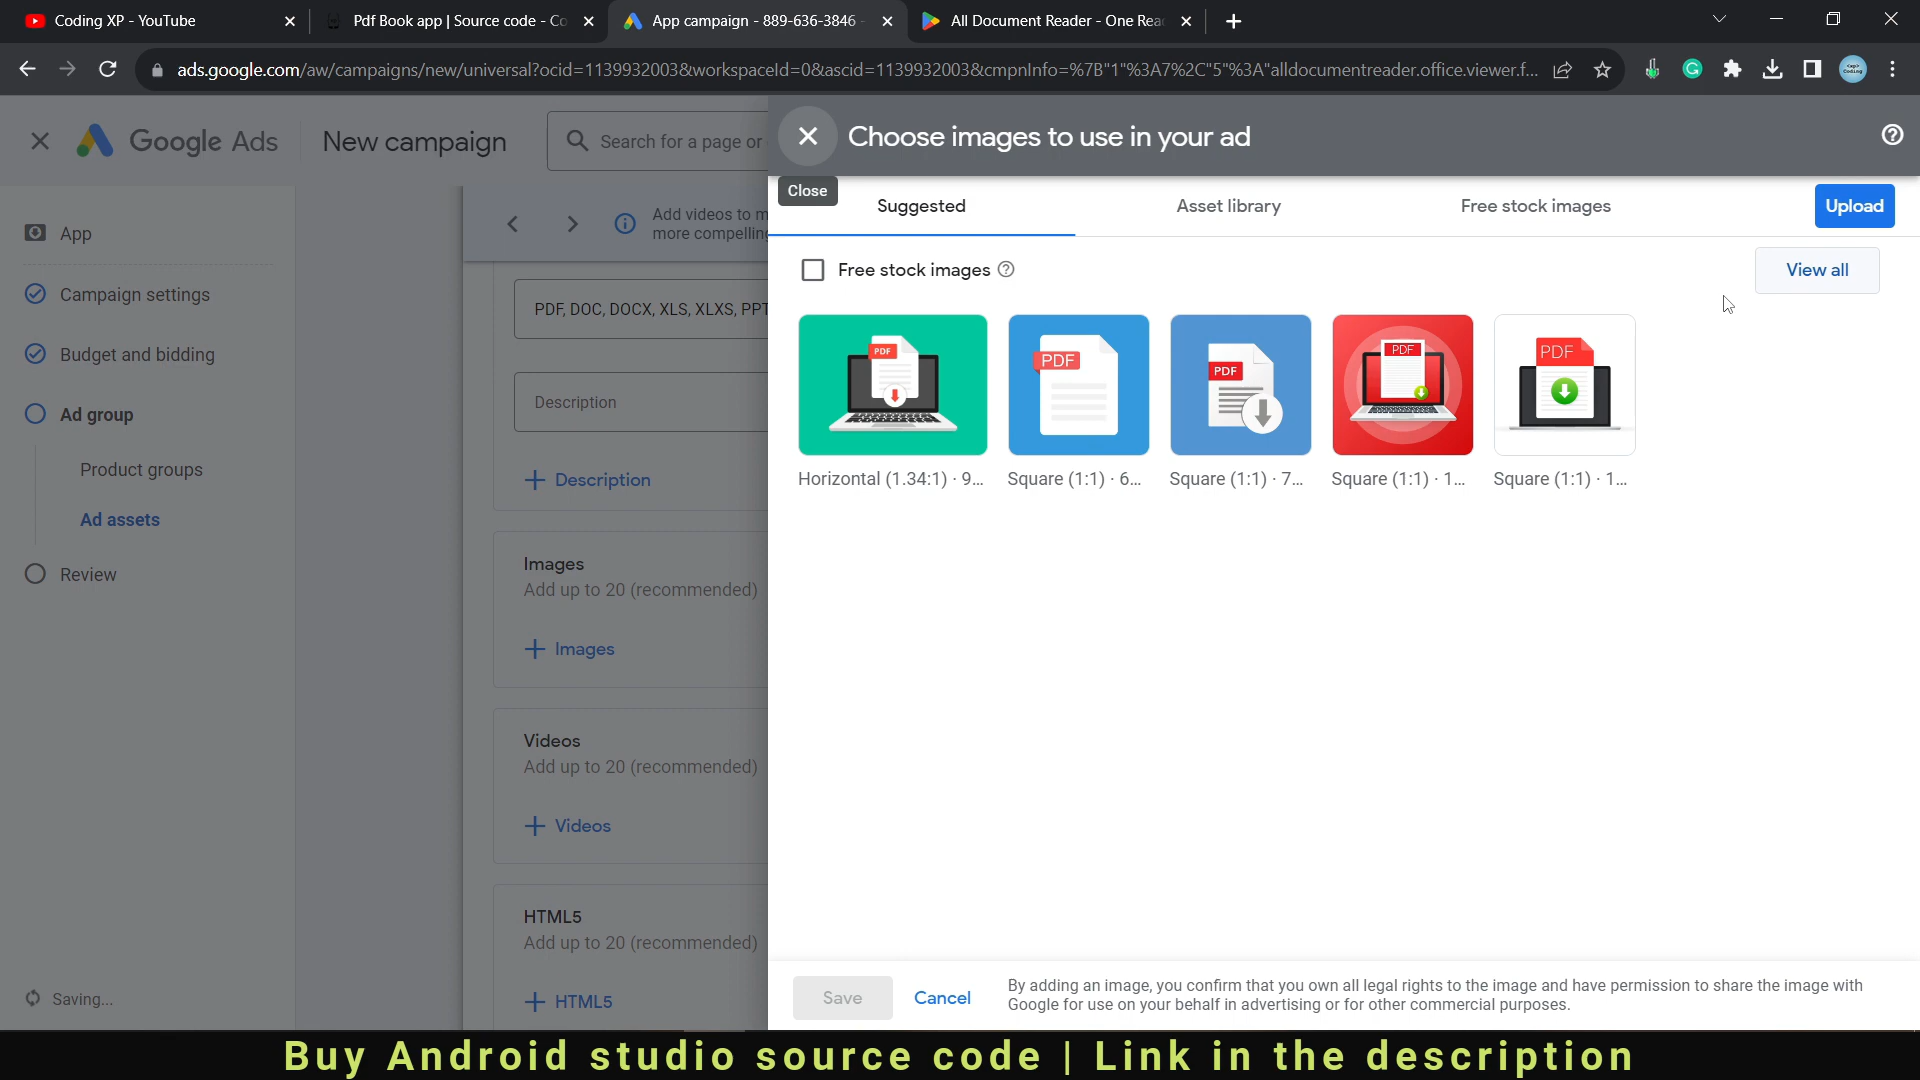 Coding XP - YouTube
Pdf Book app | Source code - Co
App campaign - 889-636-3846 -
All Document Reader - One Rea
ads.google.com/aw/campaigns/new/universal?ocid=1139932003&workspaceId=0&ascid=1139932003&cmpnInfo=%7B"1"%3A7%2C"5"%3A"alldocumentreader.office.viewer.f...
Google Ads
New campaign
Search for a page or
Choose images to use in your ad
Close
Suggested
Asset library
Free stock images
Upload
App
Campaign settings
Budget and bidding
Ad group
Product groups
Ad assets
Review
Saving...
Add videos to m
more compelling
PDF, DOC, DOCX, XLS, XLXS, PPT
Description
Description
Images
Add up to 20 (recommended)
Images
Videos
Add up to 20 (recommended)
Videos
HTML5
Add up to 20 (recommended)
HTML5
Free stock images
View all
PDF
PDF
PDF
PDF
PDF
Horizontal (1.34:1) · 9...
Square (1:1) · 6...
Square (1:1) · 7...
Square (1:1) · 1...
Square (1:1) · 1...
Save
Cancel
By adding an image, you confirm that you own all legal rights to the image and have permission to share the image with
Google for use on your behalf in advertising or for other commercial purposes.
Buy Android studio source code | Link in the description